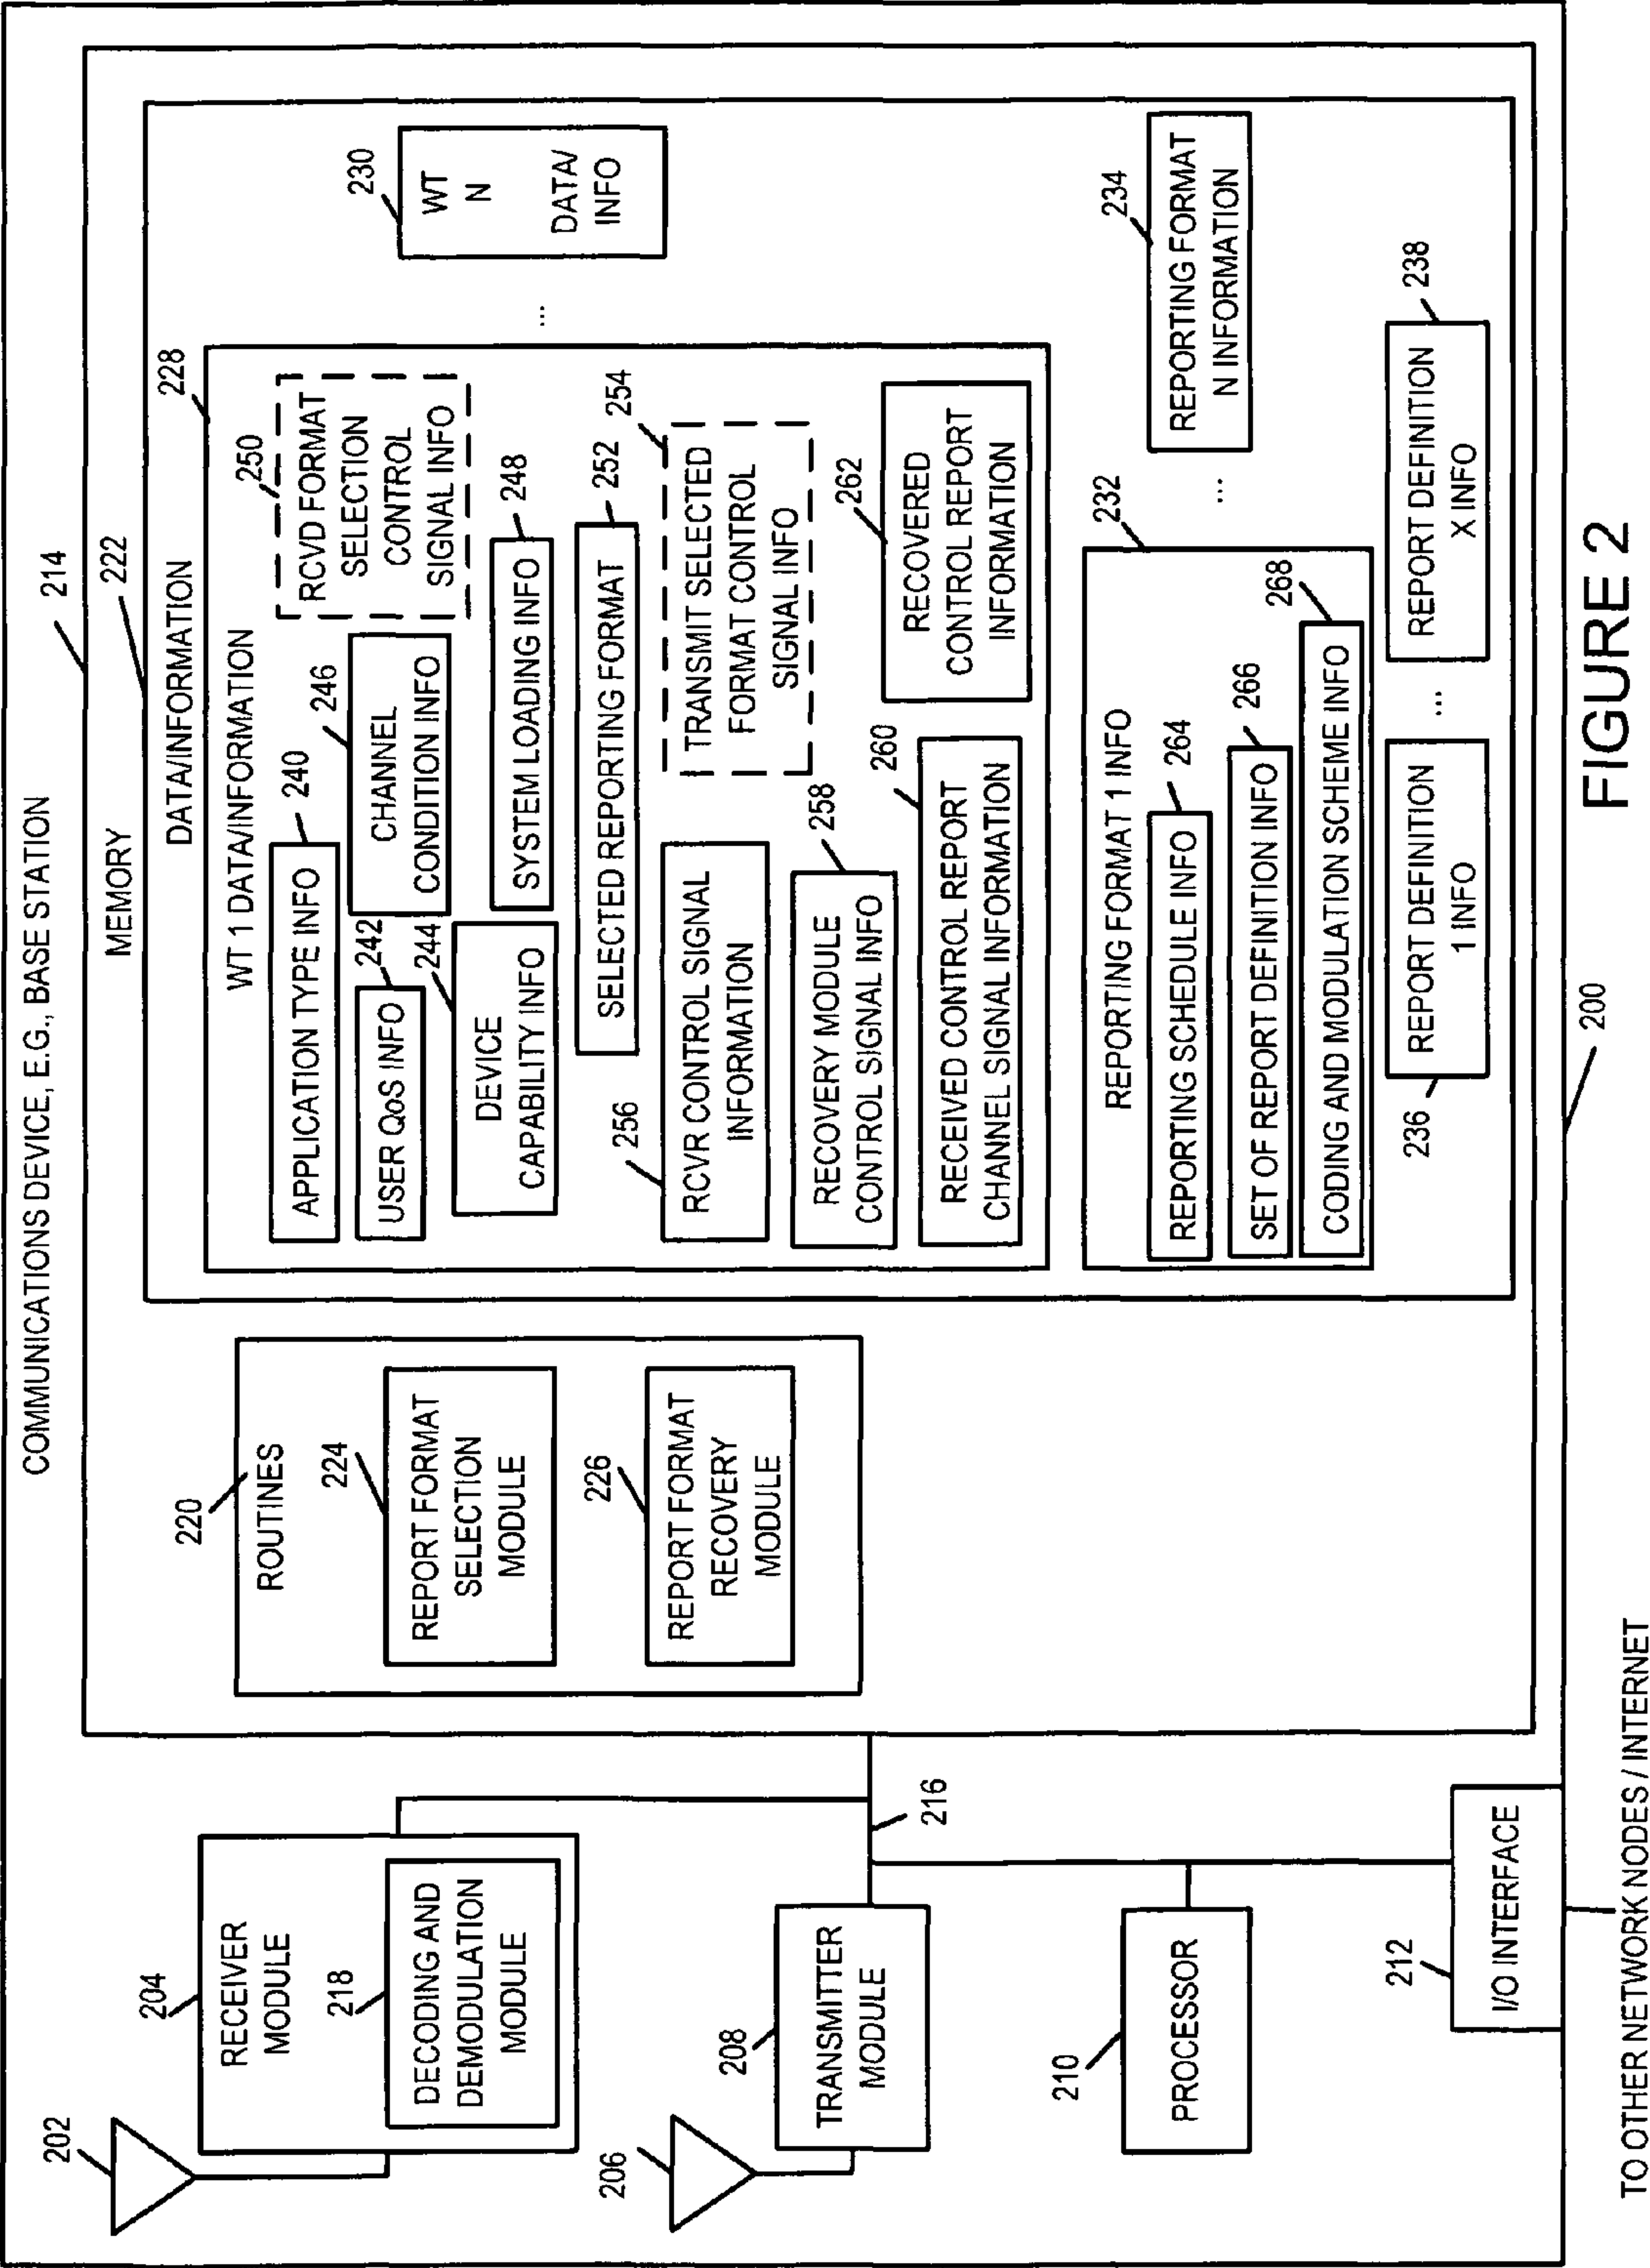 COMMUNICATIONS DEVICE, E.G., BASE STATION
214
202
204
RECEIVER
MODULE
218
DECODING AND
DEMODULATION
MODULE
206
208
TRANSMITTER
MODULE
210
PROCESSOR
212
I/O INTERFACE
216
TO OTHER NETWORK NODES / INTERNET
MEMORY
222
220
ROUTINES
224
REPORT FORMAT
SELECTION
MODULE
226
REPORT FORMAT
RECOVERY
MODULE
DATA/INFORMATION
228
WT 1 DATA/INFORMATION
APPLICATION TYPE INFO
240
USER QoS INFO
242
CHANNEL
CONDITION INFO
246
RCVD FORMAT
SELECTION
CONTROL
SIGNAL INFO
250
DEVICE
CAPABILITY INFO
244
SYSTEM LOADING INFO
248
SELECTED REPORTING FORMAT
252
256
RCVR CONTROL SIGNAL
INFORMATION
TRANSMIT SELECTED
FORMAT CONTROL
SIGNAL INFO
254
RECOVERY MODULE
CONTROL SIGNAL INFO
258
RECEIVED CONTROL REPORT
CHANNEL SIGNAL INFORMATION
260
RECOVERED
CONTROL REPORT
INFORMATION
262
...
230
WT
N
DATA/
INFO
232
REPORTING FORMAT 1 INFO
REPORTING SCHEDULE INFO
264
SET OF REPORT DEFINITION INFO
266
CODING AND MODULATION SCHEME INFO
268
...
234
REPORTING FORMAT
N INFORMATION
236
REPORT DEFINITION
1 INFO
...
REPORT DEFINITION
X INFO
238
200
FIGURE 2